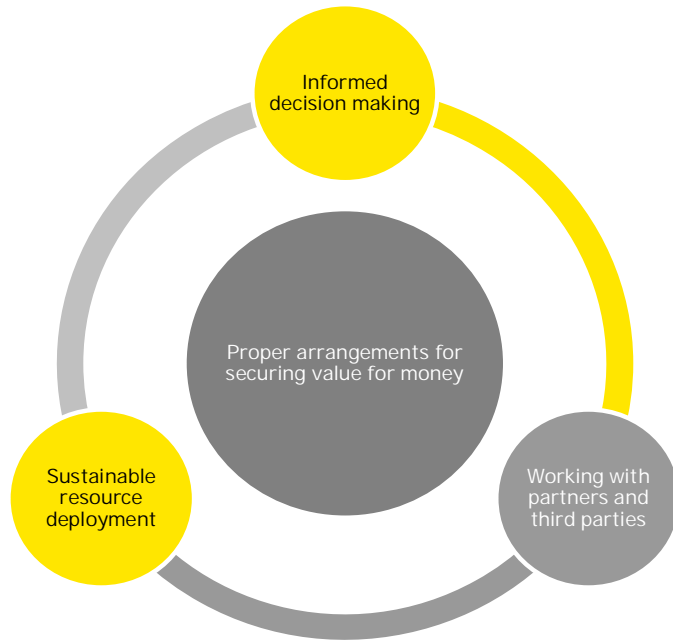 Informed
decision making
Proper arrangements for
securing value for money
Sustainable
resource
deployment
Working with
partners and
third parties